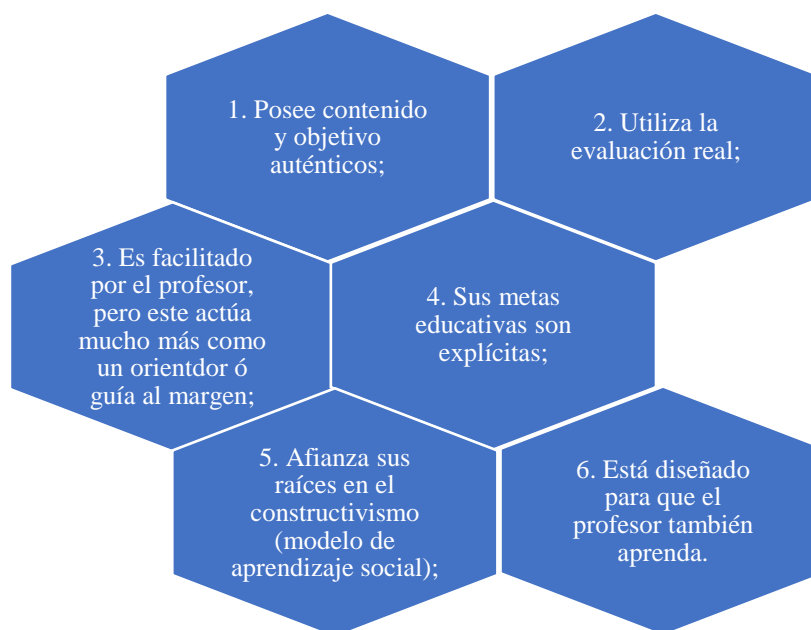 1. Posee contenido
y objetivo
auténticos;
2. Utiliza la
evaluación real;
3. Es facilitado
por el profesor,
pero este actúa
mucho más como
un orientdor ó
guía al margen;
4. Sus metas
educativas son
explícitas;
5. Afianza sus
raíces en el
constructivismo
(modelo de
aprendizaje social);
6. Está diseñado
para que el
profesor también
aprenda.